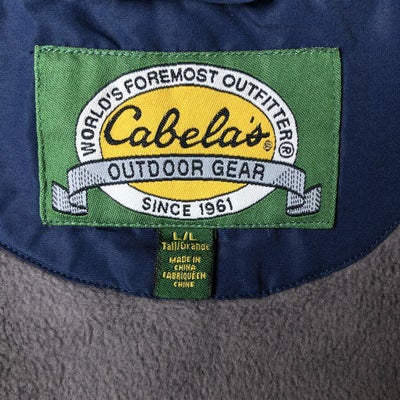 WORLD'S FOREMOST OUTFITTER®
Cabela's®
OUTDOOR GEAR
SINCE 1961
L/L
Tall/Grande
MADE IN
CHINA
FABRIQUÉ EN
CHINE